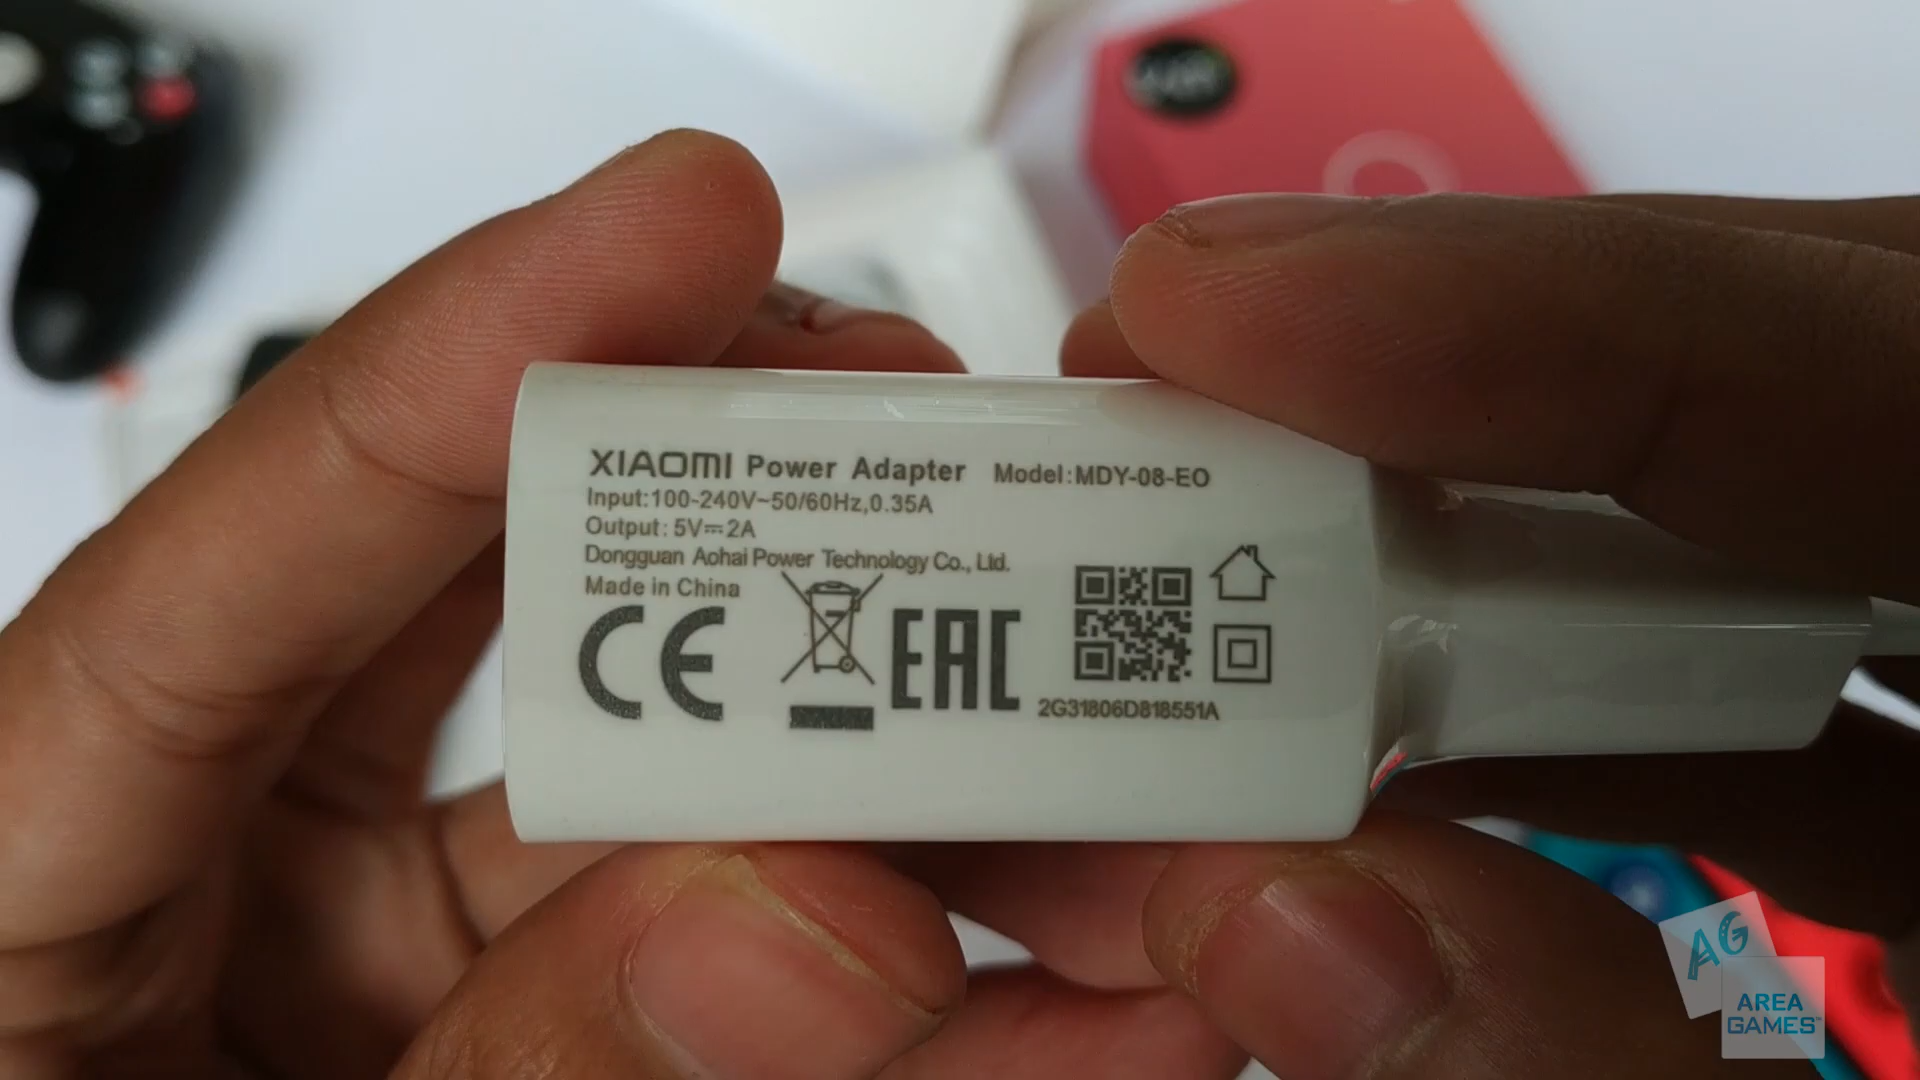 XIAOMI Power Adapter Model:MDY-08-EO
Input:100-240V~50/60Hz,0.35A
Output: 5V⎓2A
Dongguan Aohai Power Technology Co., Ltd.
Made in China
CE
EAC
2G31806D818551A
AG
AREA
GAMES™